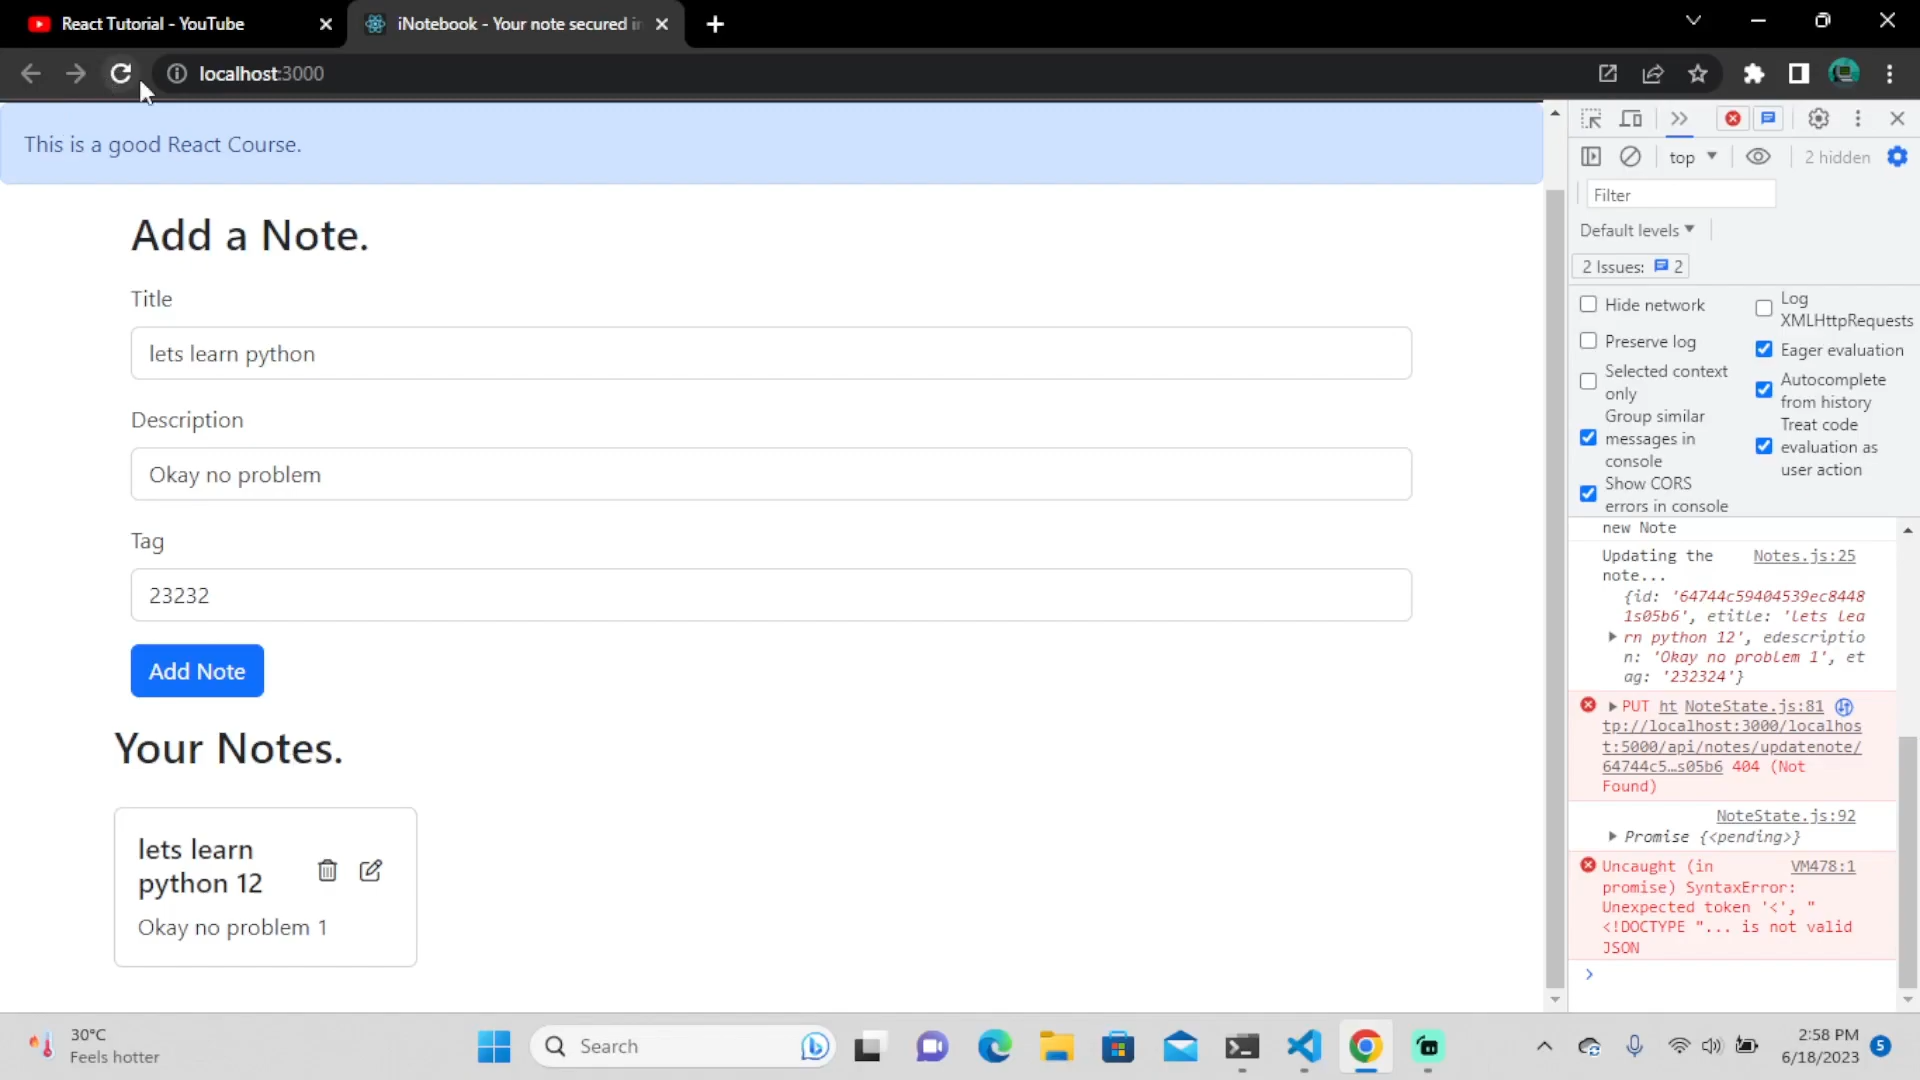 React Tutorial - YouTube
iNotebook - Your note secured in
localhost:3000
This is a good React Course.
Add a Note.
Title
lets learn python
Description
Okay no problem
Tag
23232
Add Note
Your Notes.
lets learn
python 12
Okay no problem 1
top
2 hidden
Filter
Default levels
2 Issues: 2
Hide network
Preserve log
Selected context
only
Group similar
messages in
console
Show CORS
errors in console
Log
XMLHttpRequests
Eager evaluation
Autocomplete
from history
Treat code
evaluation as
user action
new Note
Updating the Notes.js:25
note...
{id: '64744c59404539ec8448
1s05b6', etitle: 'lets lea
rn python 12', edescriptio
n: 'Okay no problem 1', et
ag: '232324'}
PUT ht NoteState.js:81
tp://localhost:3000/localhos
t:5000/api/notes/updatenote/
64744c5…s05b6 404 (Not
Found)
NoteState.js:92
Promise {<pending>}
Uncaught (in VM478:1
promise) SyntaxError:
Unexpected token '<', "
<!DOCTYPE "... is not valid
JSON
30°C
Feels hotter
Search
2:58 PM
6/18/2023
5